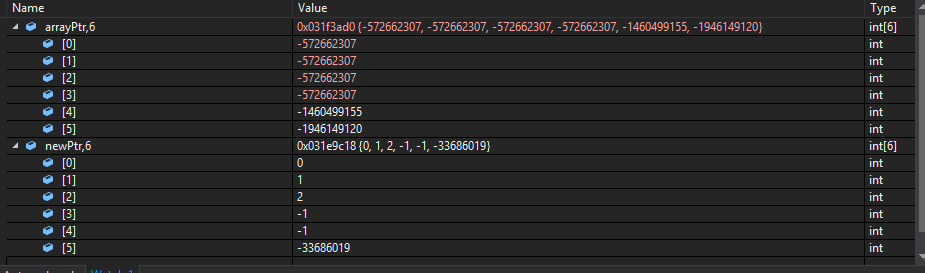 Name Value Type
arrayPtr,6 0x031f3ad0 {-572662307, -572662307, -572662307, -572662307, -1460499155, -1946149120} int[6]
[0] -572662307 int
[1] -572662307 int
[2] -572662307 int
[3] -572662307 int
[4] -1460499155 int
[5] -1946149120 int
newPtr,6 0x031e9c18 {0, 1, 2, -1, -1, -33686019} int[6]
[0] 0 int
[1] 1 int
[2] 2 int
[3] -1 int
[4] -1 int
[5] -33686019 int